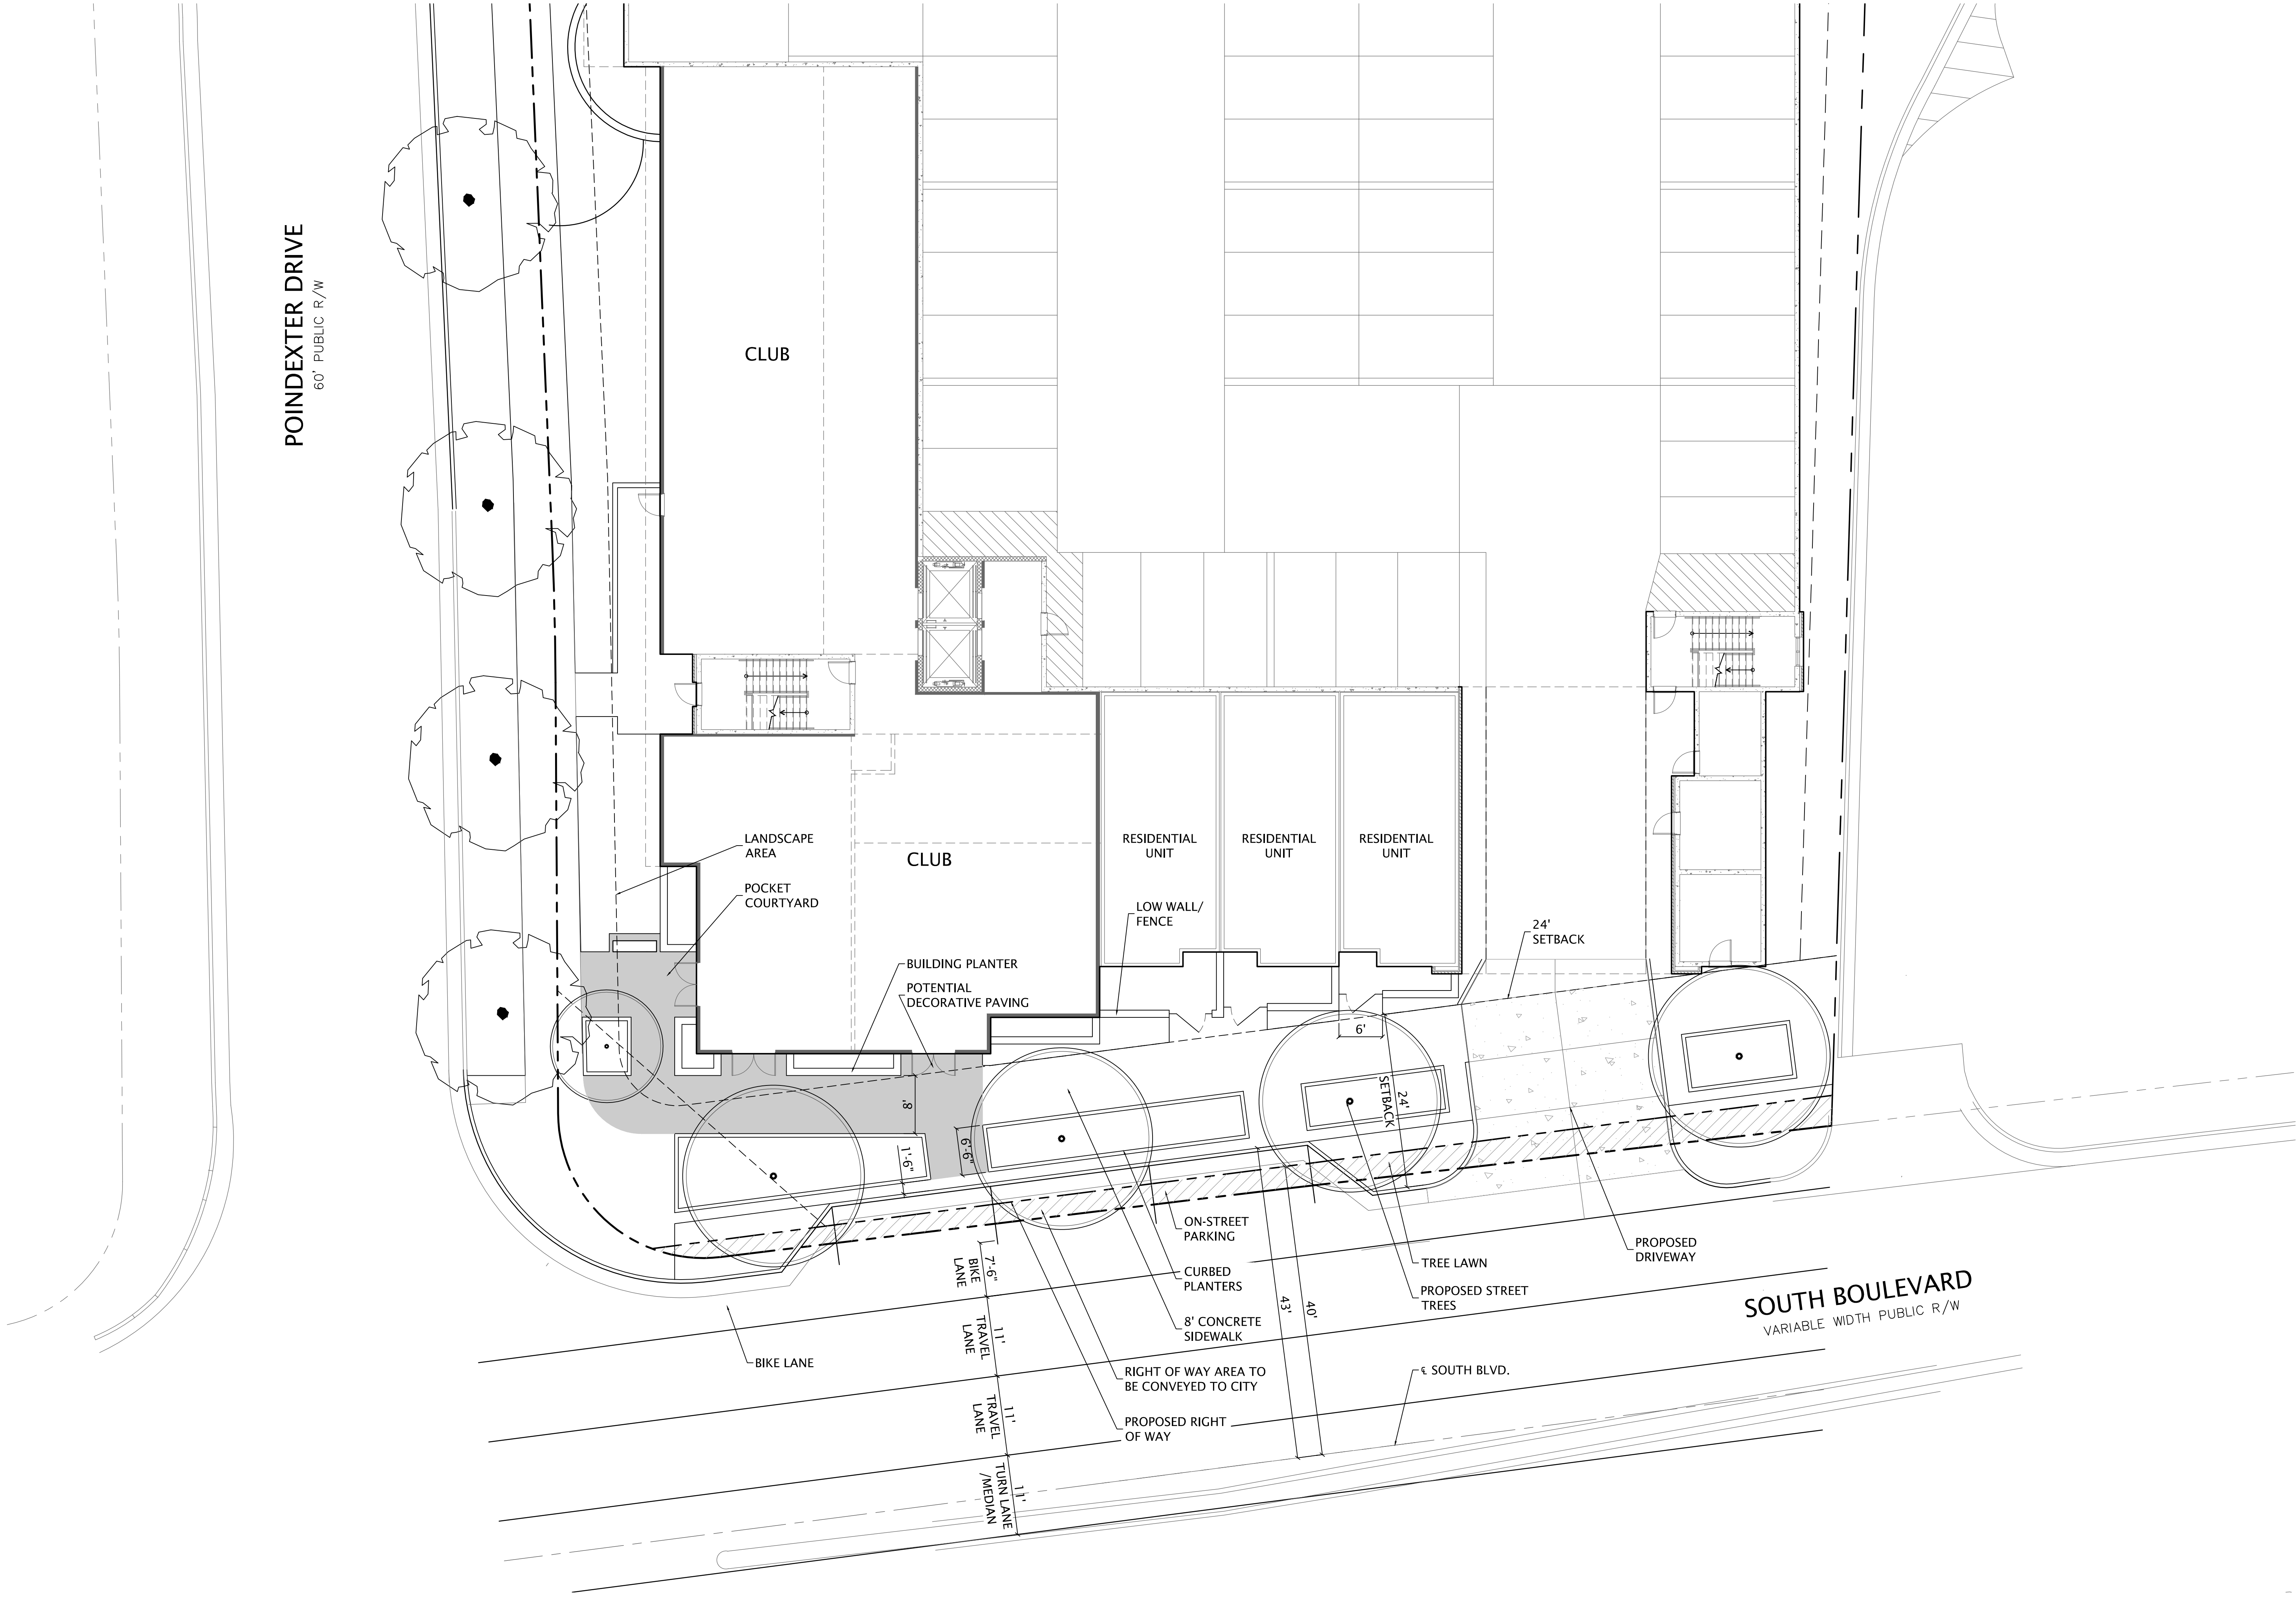 POINDEXTER DRIVE
60' PUBLIC R/W
CLUB
LANDSCAPE
AREA
POCKET
COURTYARD
CLUB
BUILDING PLANTER
POTENTIAL
DECORATIVE PAVING
RESIDENTIAL
UNIT
RESIDENTIAL
UNIT
RESIDENTIAL
UNIT
LOW WALL/
FENCE
24'
SETBACK
6'
24'
SETBACK
8'
6'-6"
1'-6"
ON-STREET
PARKING
CURBED
PLANTERS
8' CONCRETE
SIDEWALK
RIGHT OF WAY AREA TO
BE CONVEYED TO CITY
PROPOSED RIGHT
OF WAY
TREE LAWN
PROPOSED STREET
TREES
PROPOSED
DRIVEWAY
43'
40'
℄ SOUTH BLVD.
BIKE LANE
7'-6"
BIKE
LANE
11'
TRAVEL
LANE
11'
TRAVEL
LANE
11'
TURN LANE
/MEDIAN
SOUTH BOULEVARD
VARIABLE WIDTH PUBLIC R/W